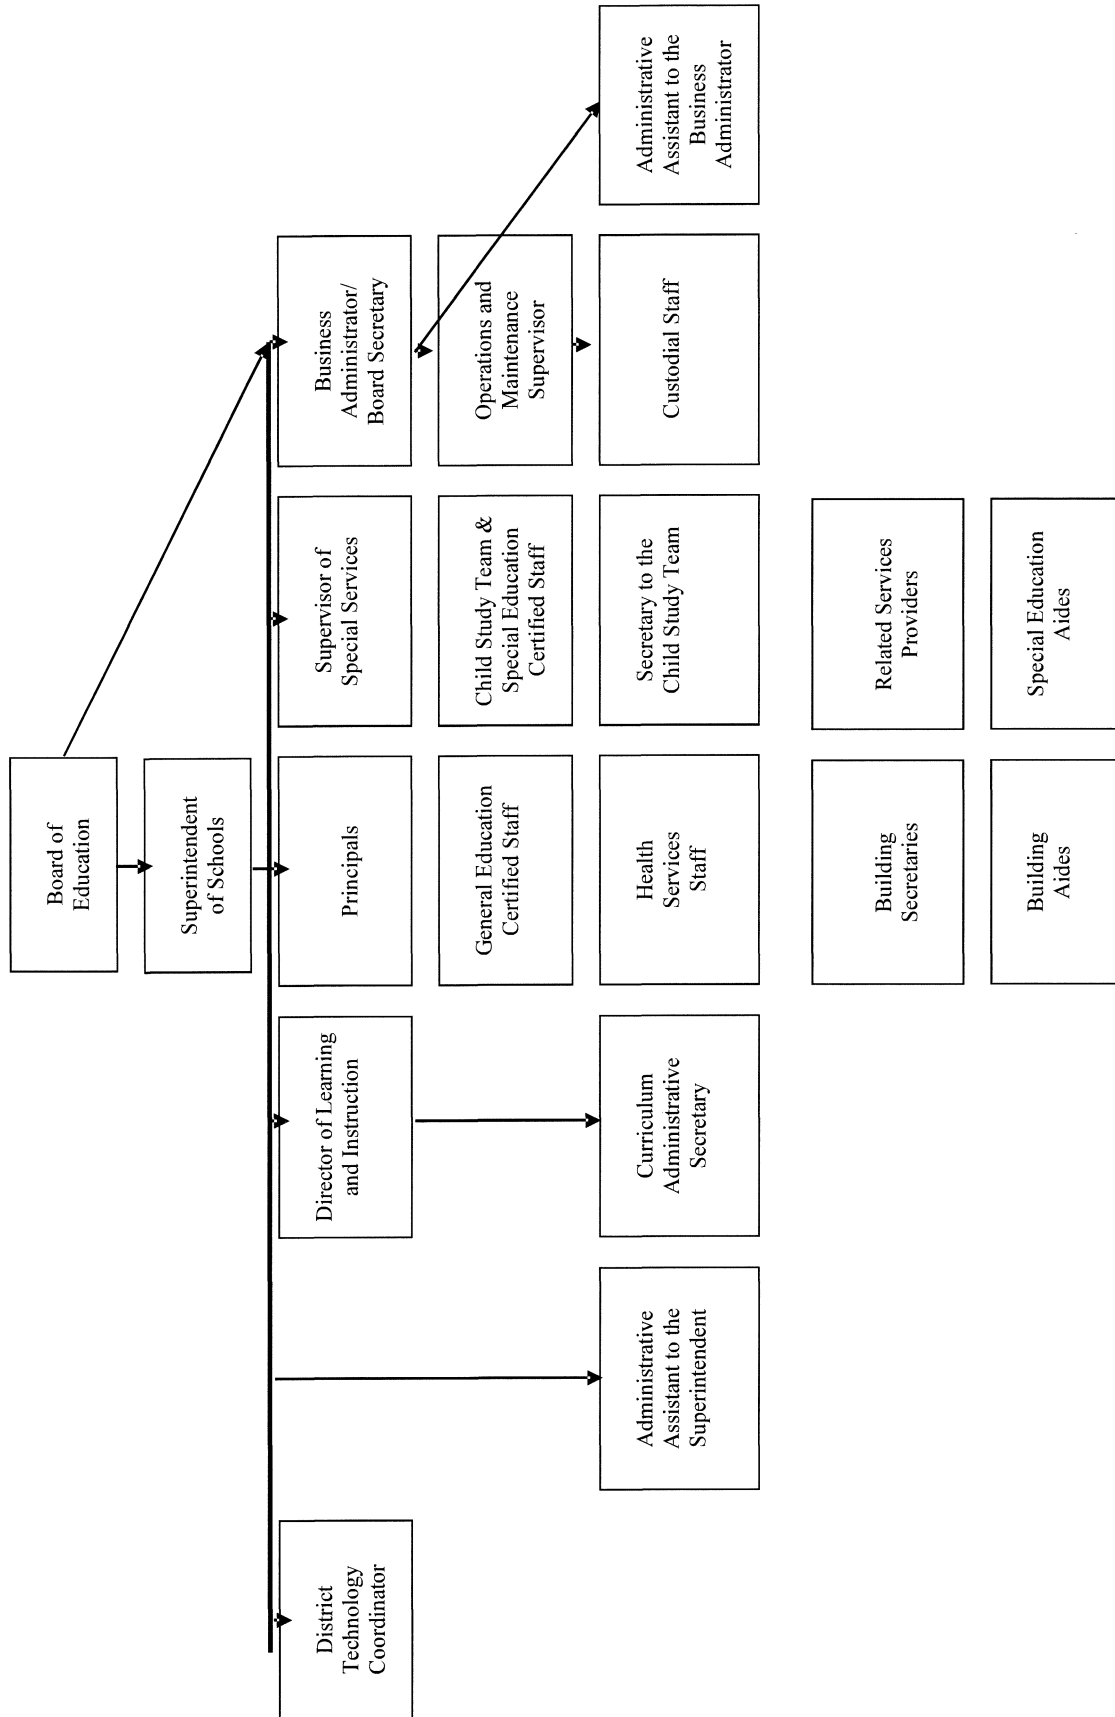 Board of
Education
Superintendent
of Schools
District
Technology
Coordinator
Director of Learning
and Instruction
Principals
Supervisor of
Special Services
Business
Administrator/
Board Secretary
General Education
Certified Staff
Child Study Team &
Special Education
Certified Staff
Operations and
Maintenance
Supervisor
Administrative
Assistant to the
Superintendent
Curriculum
Administrative
Secretary
Health
Services
Staff
Secretary to the
Child Study Team
Custodial Staff
Administrative
Assistant to the
Business
Administrator
Building
Secretaries
Related Services
Providers
Building
Aides
Special Education
Aides